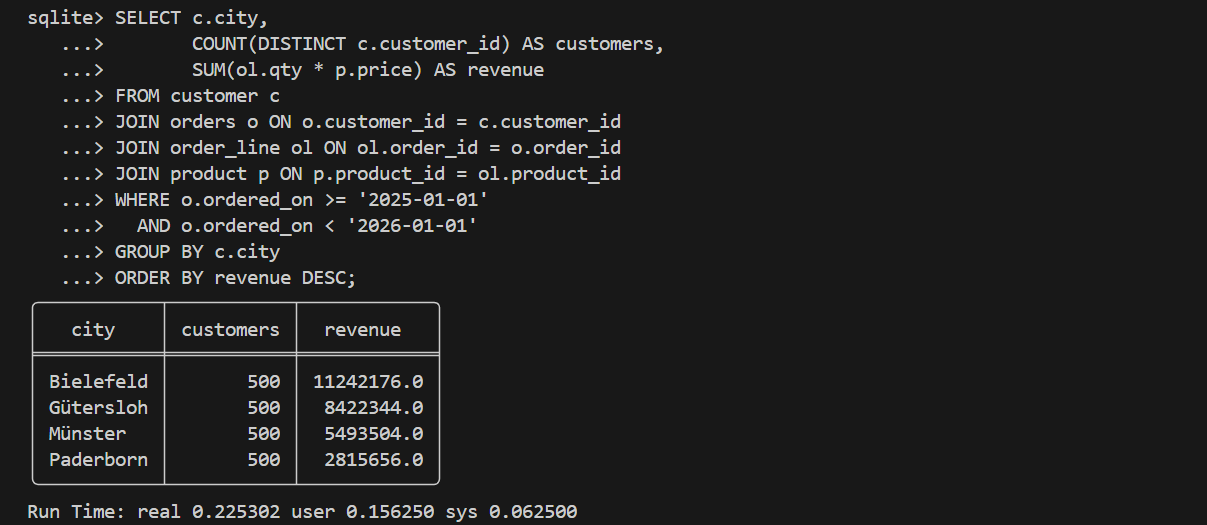 sqlite> SELECT c.city,
   ...>        COUNT(DISTINCT c.customer_id) AS customers,
   ...>        SUM(ol.qty * p.price) AS revenue
   ...> FROM customer c
   ...> JOIN orders o ON o.customer_id = c.customer_id
   ...> JOIN order_line ol ON ol.order_id = o.order_id
   ...> JOIN product p ON p.product_id = ol.product_id
   ...> WHERE o.ordered_on >= '2025-01-01'
   ...>   AND o.ordered_on < '2026-01-01'
   ...> GROUP BY c.city
   ...> ORDER BY revenue DESC;
city customers revenue
Bielefeld 500 11242176.0
Gütersloh 500 8422344.0
Münster 500 5493504.0
Paderborn 500 2815656.0
Run Time: real 0.225302 user 0.156250 sys 0.062500